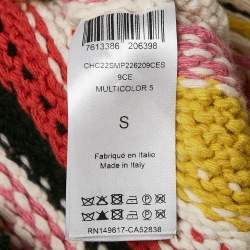 7613386 206398
CHC22SMP226209CES
9CE
MULTICOLOR 5
S
Fabriqué en Italie
Made in Italy
RN149617-CA52838